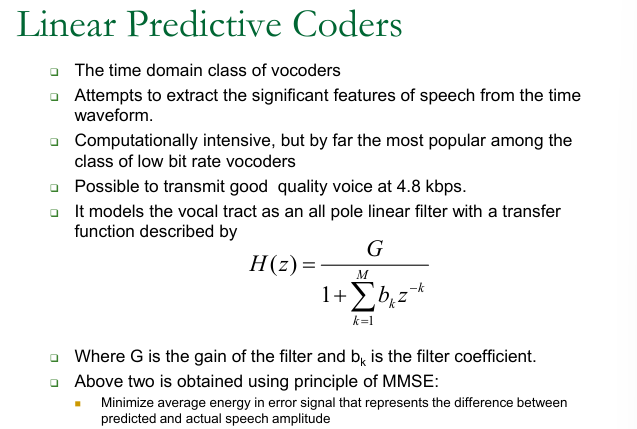 Linear Predictive Coders
The time domain class of vocoders
Attempts to extract the significant features of speech from the time
waveform.
Computationally intensive, but by far the most popular among the
class of low bit rate vocoders
Possible to transmit good  quality voice at 4.8 kbps.
It models the vocal tract as an all pole linear filter with a transfer
function described by
H(z) = G / (1 + ∑_{k=1}^{M} b_k z^{-k})
Where G is the gain of the filter and b_k is the filter coefficient.
Above two is obtained using principle of MMSE:
Minimize average energy in error signal that represents the difference between
predicted and actual speech amplitude